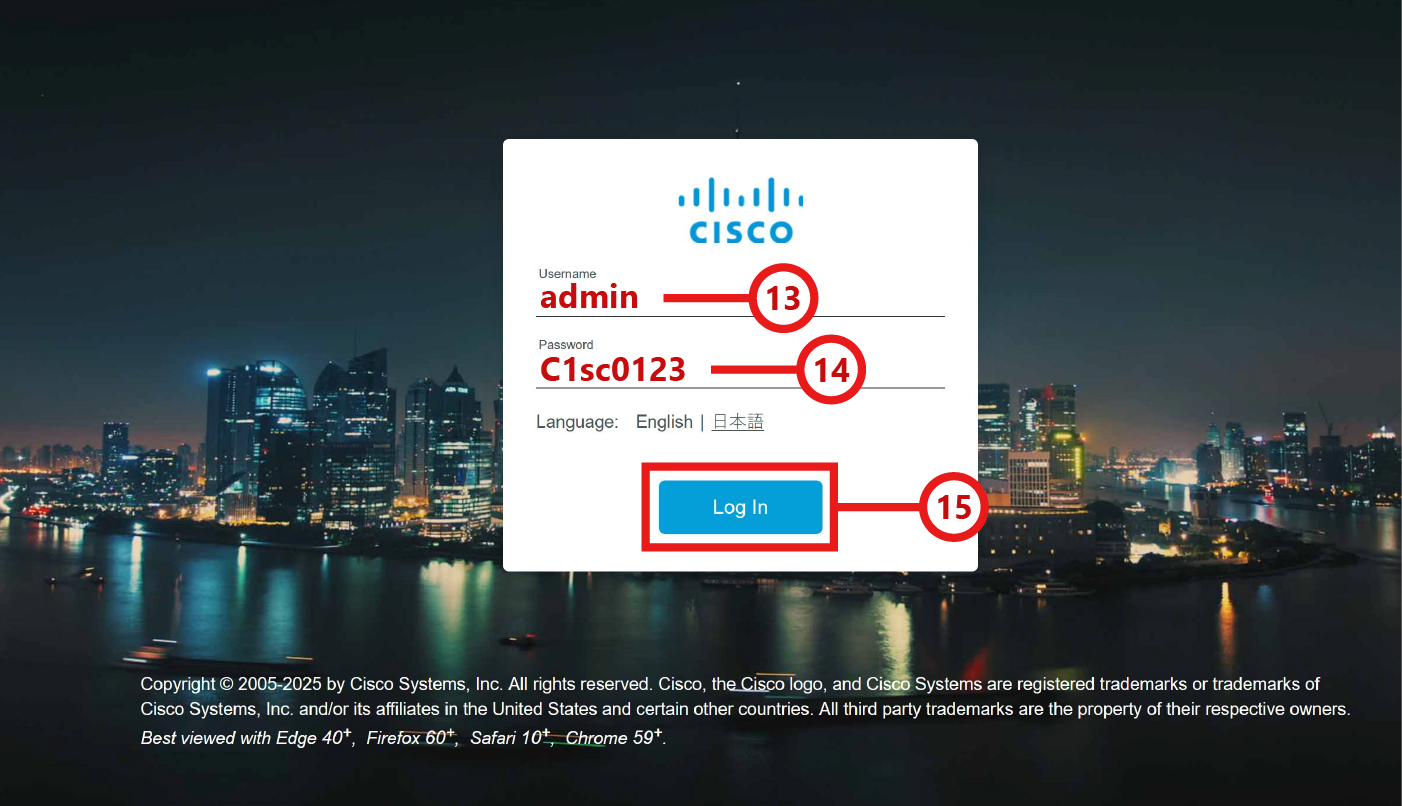 CISCO
Username
admin
13
Password
C1sc0123
14
Language: English | 日本語
Log In
15
Copyright © 2005-2025 by Cisco Systems, Inc. All rights reserved. Cisco, the Cisco logo, and Cisco Systems are registered trademarks or trademarks of
Cisco Systems, Inc. and/or its affiliates in the United States and certain other countries. All third party trademarks are the property of their respective owners.
Best viewed with Edge 40+, Firefox 60+, Safari 10+, Chrome 59+.